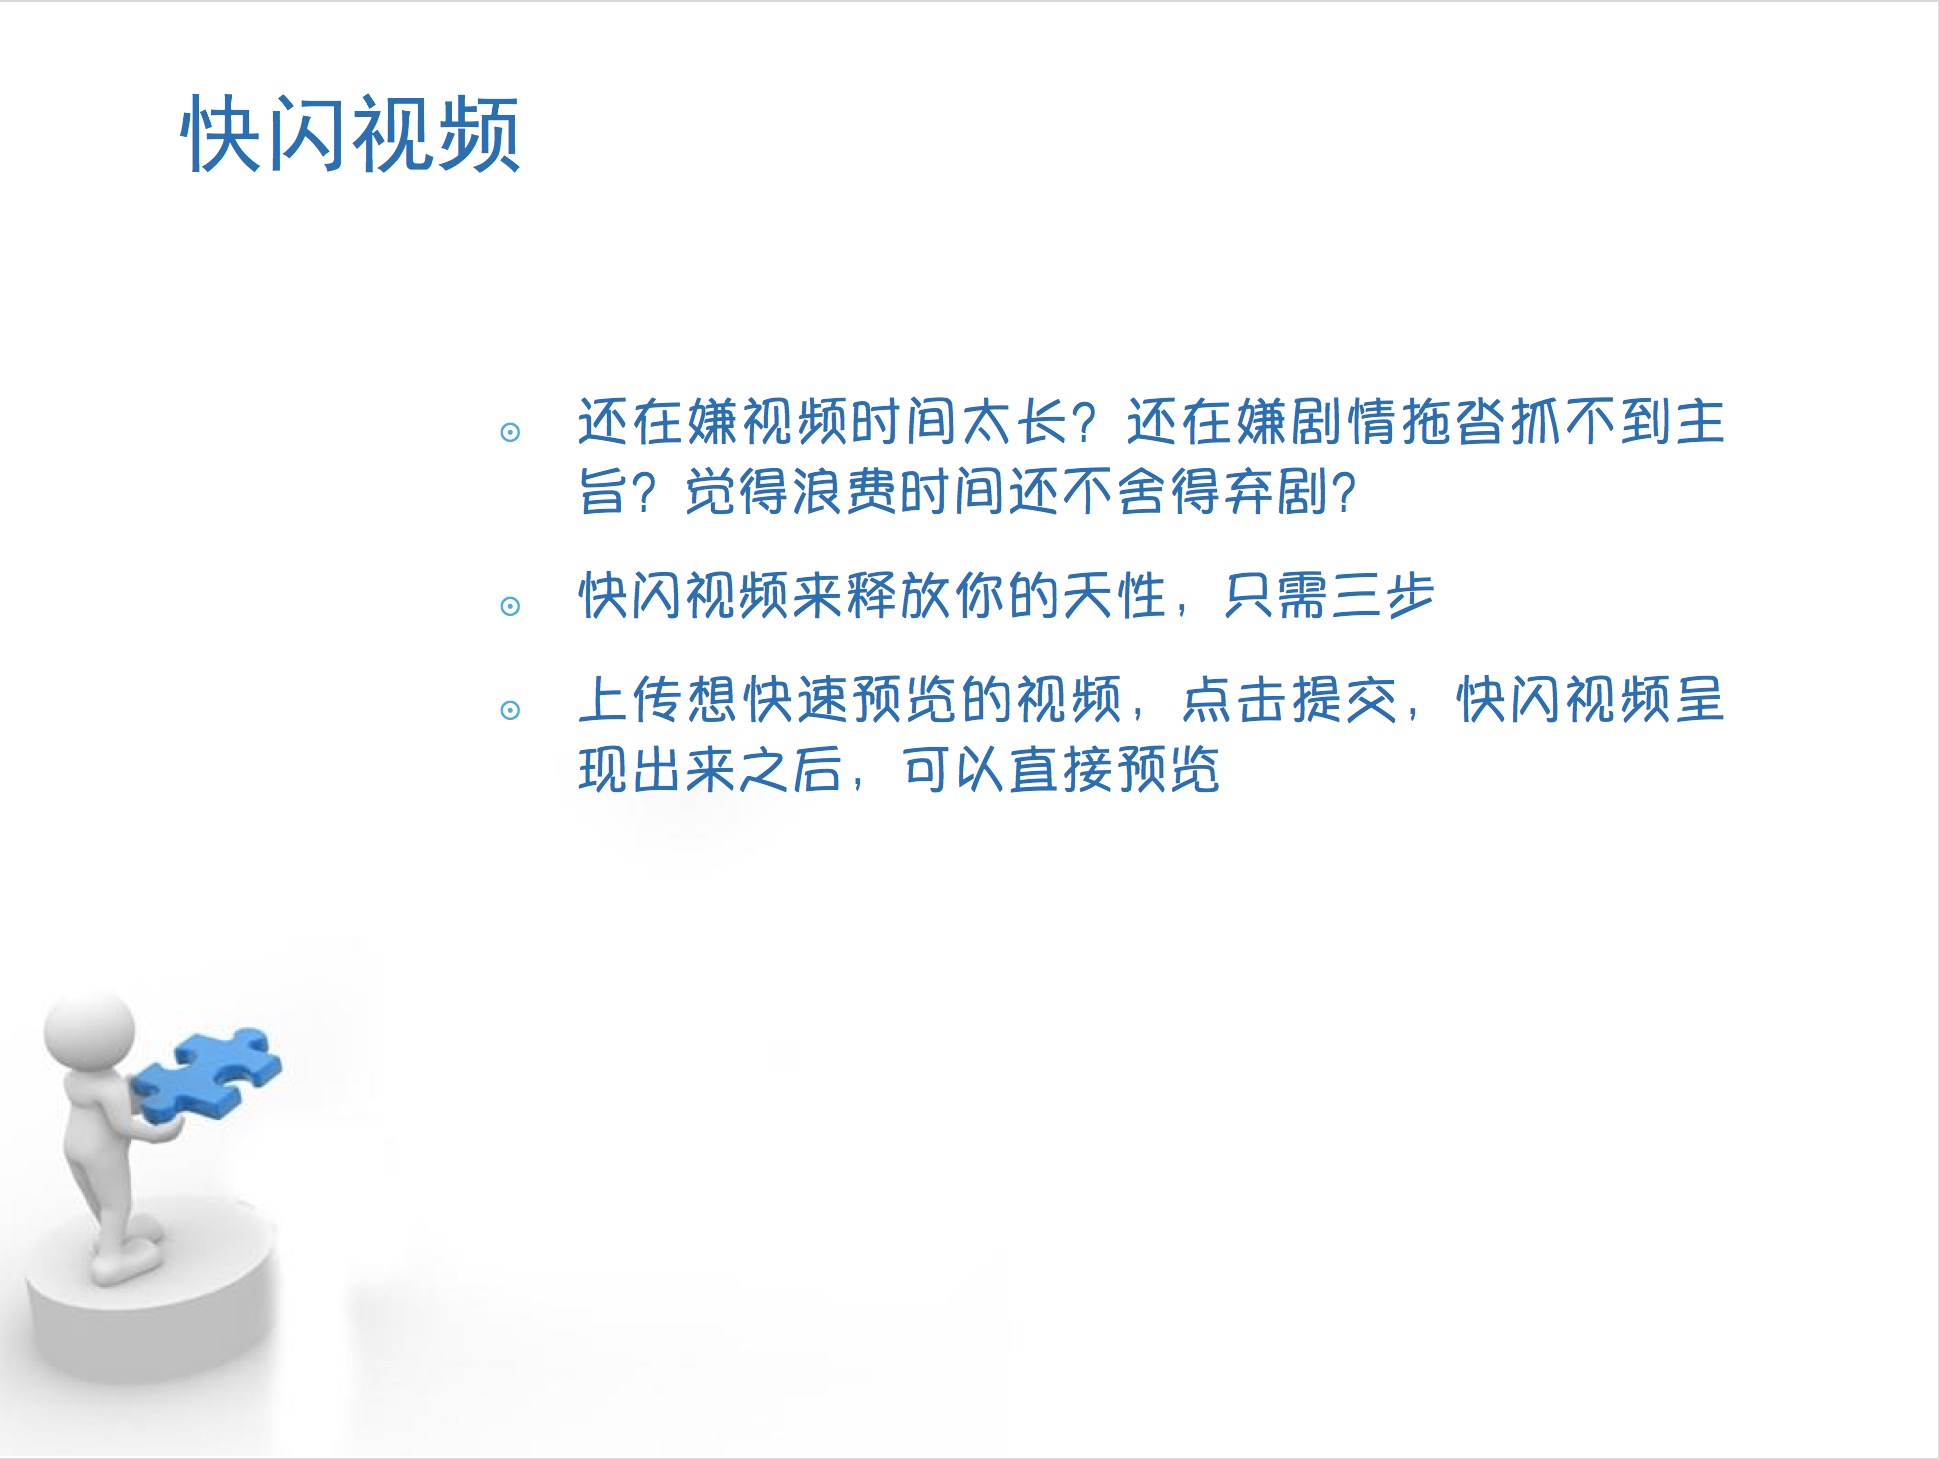 快闪视频
还在嫌视频时间太长？还在嫌剧情拖沓抓不到主
旨？觉得浪费时间还不舍得弃剧？
快闪视频来释放你的天性，只需三步
上传想快速预览的视频，点击提交，快闪视频呈
现出来之后，可以直接预览